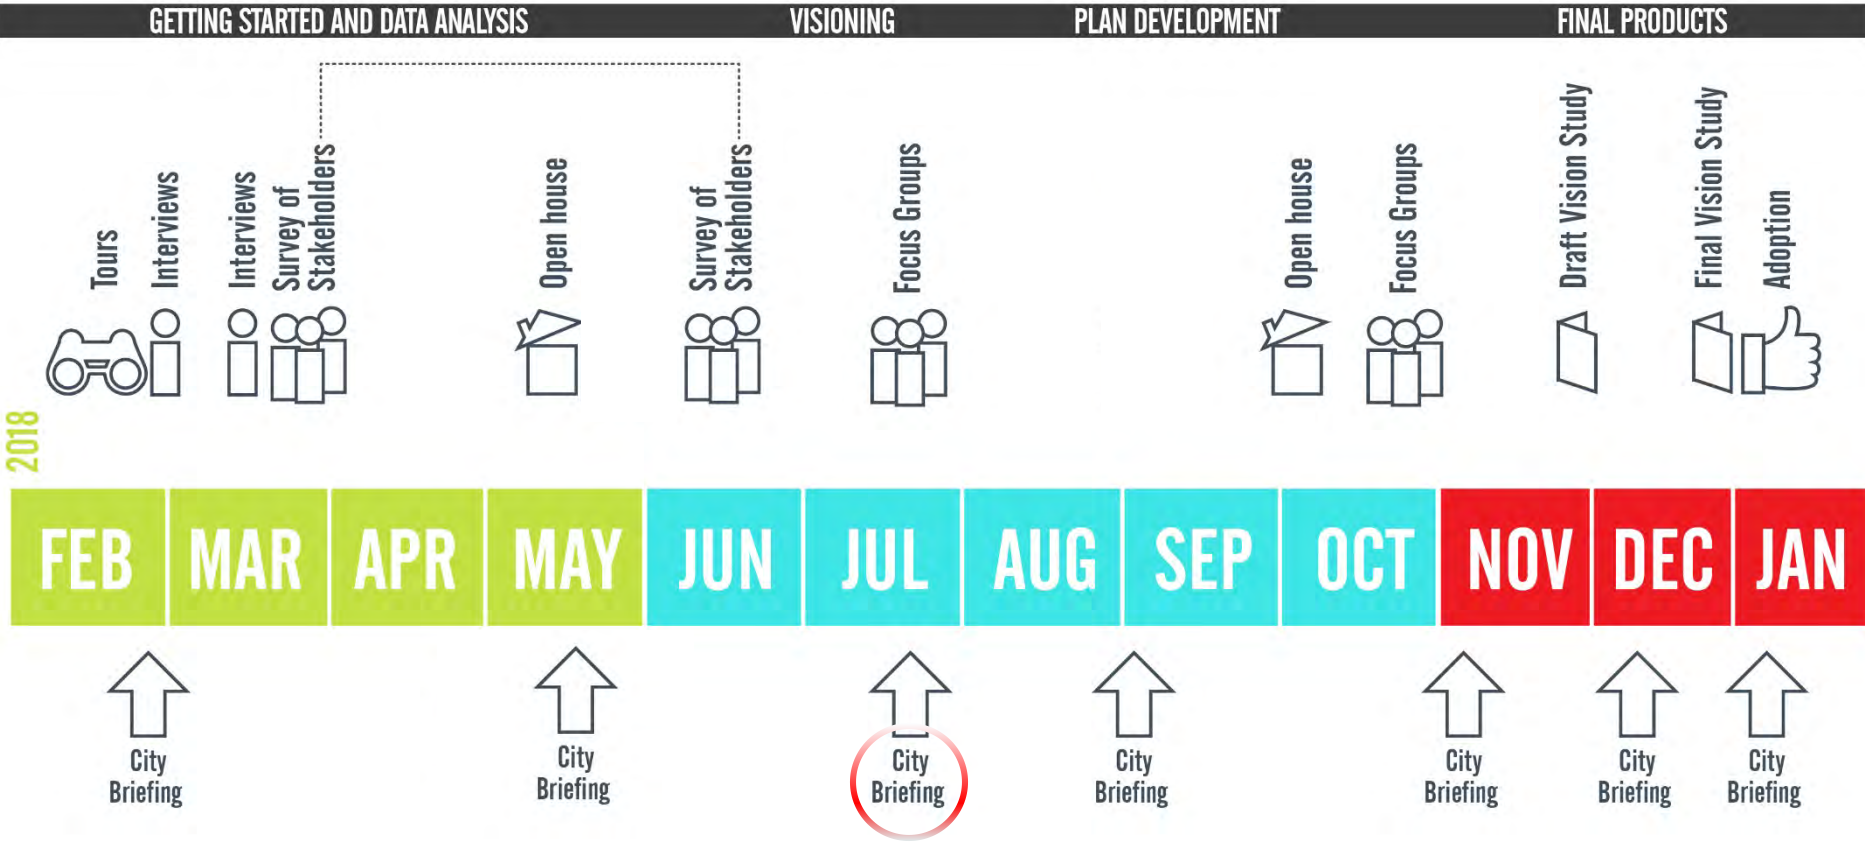 GETTING STARTED AND DATA ANALYSIS
VISIONING
PLAN DEVELOPMENT
FINAL PRODUCTS
Tours
Interviews
Interviews
Survey of
Stakeholders
Open house
Survey of
Stakeholders
Focus Groups
Open house
Focus Groups
Draft Vision Study
Final Vision Study
Adoption
2018
FEB
MAR
APR
MAY
JUN
JUL
AUG
SEP
OCT
NOV
DEC
JAN
City
Briefing
City
Briefing
City
Briefing
City
Briefing
City
Briefing
City
Briefing
City
Briefing